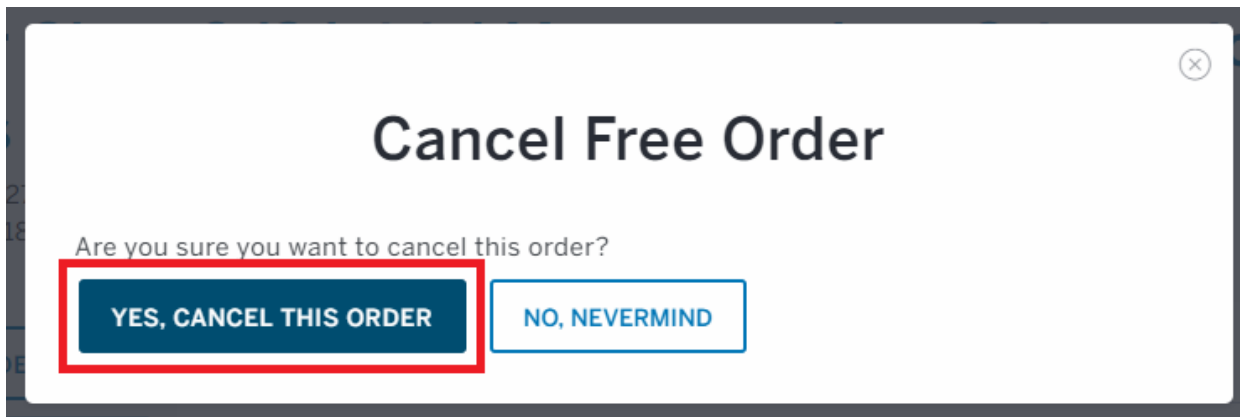 Cancel Free Order
Are you sure you want to cancel this order?
YES, CANCEL THIS ORDER
NO, NEVERMIND